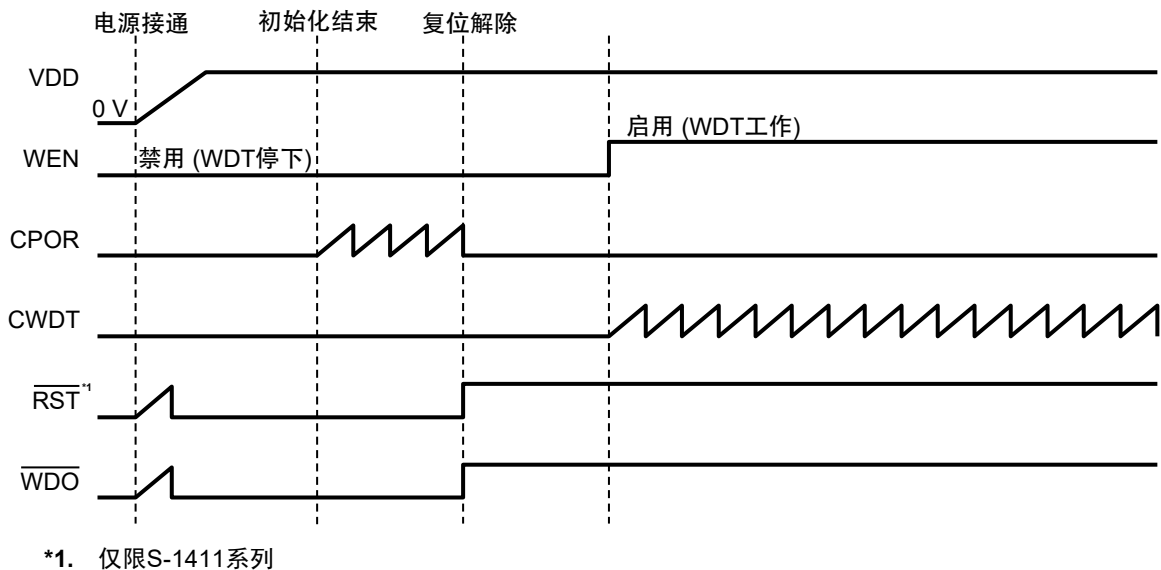 电源接通 初始化结束 复位解除
VDD
0 V
启用 (WDT工作)
WEN 禁用 (WDT停下)
CPOR
CWDT
RST*1
WDO
*1. 仅限S-1411系列